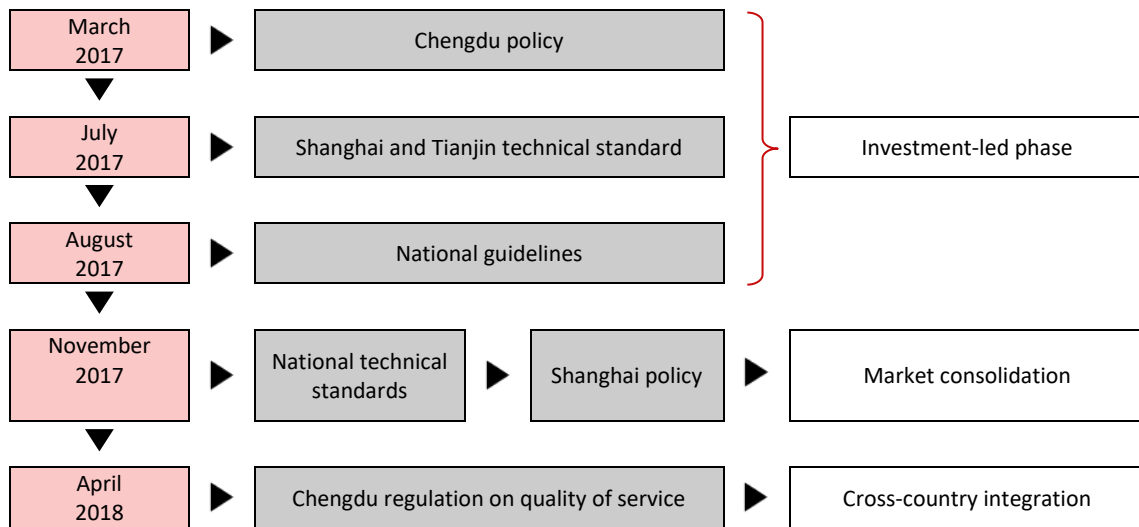 March
2017
Chengdu policy
July
2017
Shanghai and Tianjin technical standard
Investment-led phase
August
2017
National guidelines
November
2017
National technical
standards
Shanghai policy
Market consolidation
April
2018
Chengdu regulation on quality of service
Cross-country integration